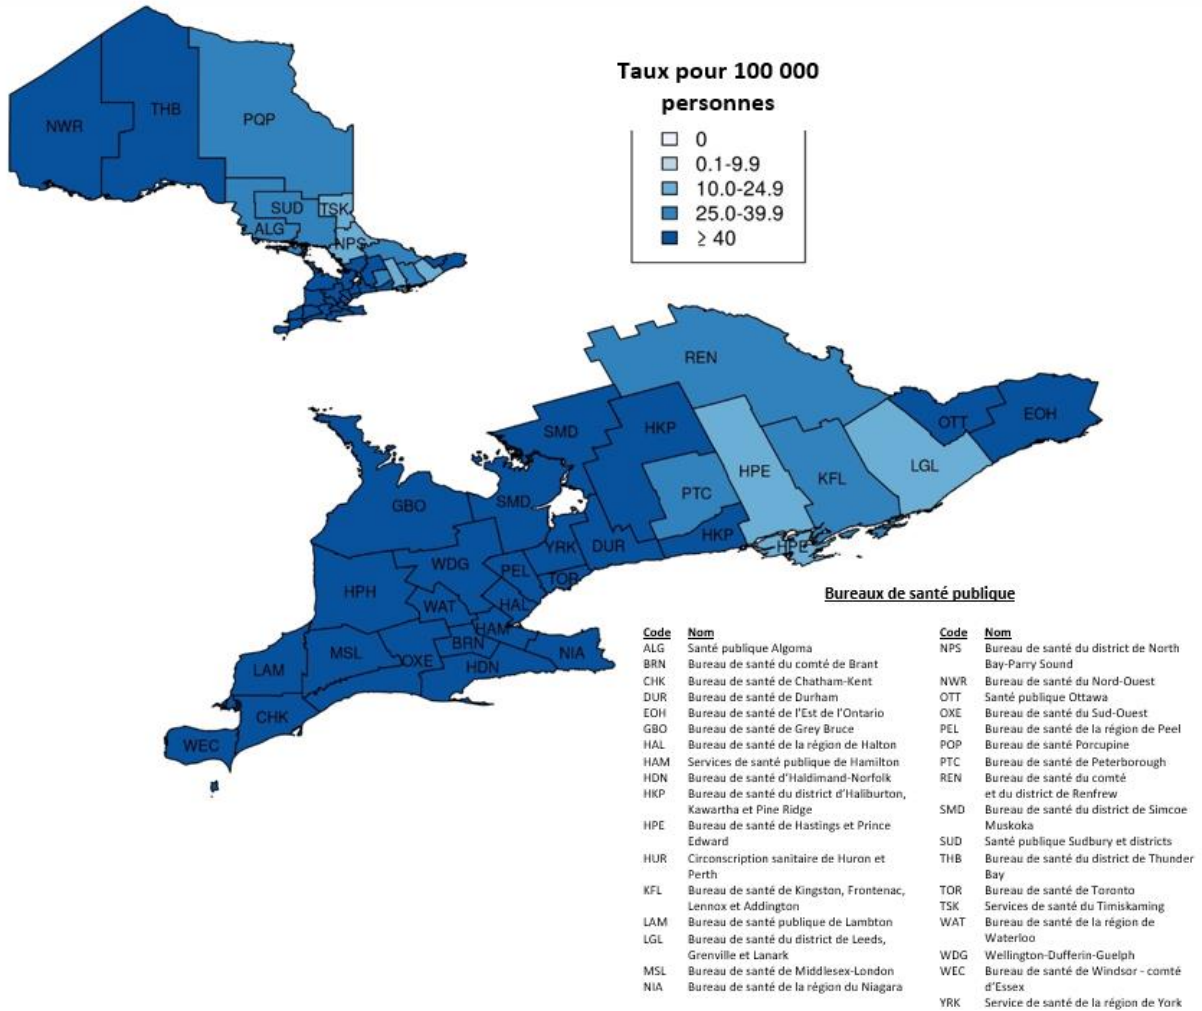 Taux pour 100 000
personnes
0
0.1-9.9
10.0-24.9
25.0-39.9
≥ 40
NWR
THB
PQP
SUD
TSK
ALG
NPS
REN
SMD
HKP
OTT
EOH
HPE
LGL
PTC
KFL
GBO
SMD
HKP
YRK
DUR
HPE
WDG
PEL
TOR
HPH
WAT
HAL
HAM
BRN
MSL
OXE
HDN
NIA
LAM
CHK
WEC
Bureaux de santé publique
Code Nom
ALG Santé publique Algoma
BRN Bureau de santé du comté de Brant
CHK Bureau de santé de Chatham-Kent
DUR Bureau de santé de Durham
EOH Bureau de santé de l'Est de l'Ontario
GBO Bureau de santé de Grey Bruce
HAL Bureau de santé de la région de Halton
HAM Services de santé publique de Hamilton
HDN Bureau de santé d'Haldimand-Norfolk
HKP Bureau de santé du district d'Haliburton,
Kawartha et Pine Ridge
HPE Bureau de santé de Hastings et Prince
Edward
HUR Circonscription sanitaire de Huron et
Perth
KFL Bureau de santé de Kingston, Frontenac,
Lennox et Addington
LAM Bureau de santé publique de Lambton
LGL Bureau de santé du district de Leeds,
Grenville et Lanark
MSL Bureau de santé de Middlesex-London
NIA Bureau de santé de la région du Niagara
Code Nom
NPS Bureau de santé du district de North
Bay-Parry Sound
NWR Bureau de santé du Nord-Ouest
OTT Santé publique Ottawa
OXE Bureau de santé du Sud-Ouest
PEL Bureau de santé de la région de Peel
POP Bureau de santé Porcupine
PTC Bureau de santé de Peterborough
REN Bureau de santé du comté
et du district de Renfrew
SMD Bureau de santé du district de Simcoe
Muskoka
SUD Santé publique Sudbury et districts
THB Bureau de santé du district de Thunder
Bay
TOR Bureau de santé de Toronto
TSK Services de santé du Timiskaming
WAT Bureau de santé de la région de
Waterloo
WDG Wellington-Dufferin-Guelph
WEC Bureau de santé de Windsor - comté
d'Essex
YRK Service de santé de la région de York